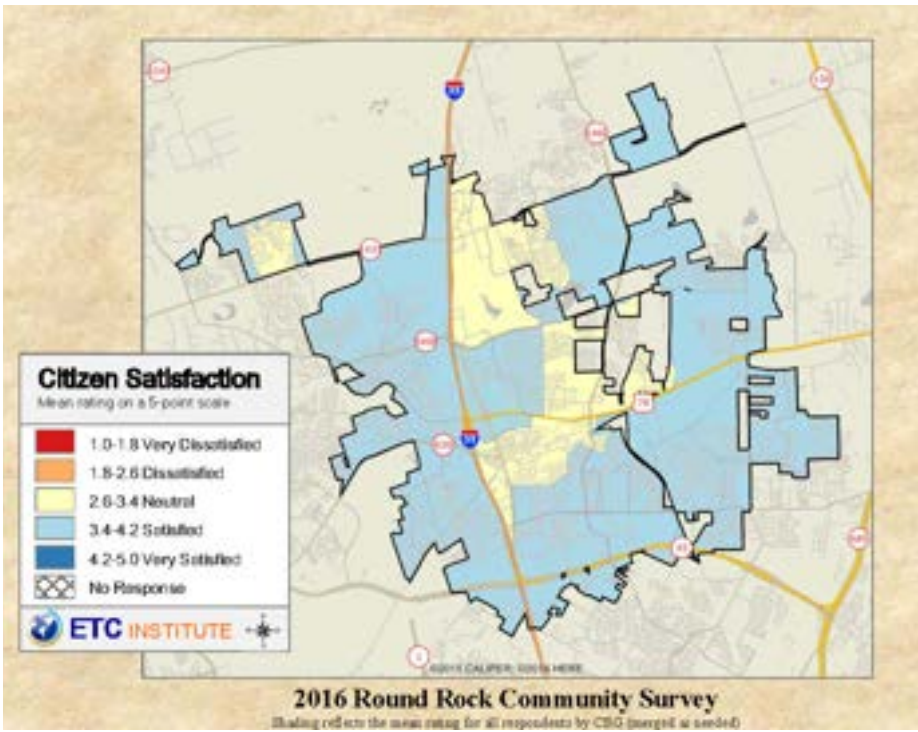 35
79
35
45
Citizen Satisfaction
Mean rating on a 5-point scale
1.0-1.8 Very Dissatisfied
1.8-2.6 Dissatisfied
2.6-3.4 Neutral
3.4-4.2 Satisfied
4.2-5.0 Very Satisfied
No Response
ETC INSTITUTE
CALIPER; HERE
2016 Round Rock Community Survey
Shading reflects the mean rating for all respondents by CBG (merged as needed)